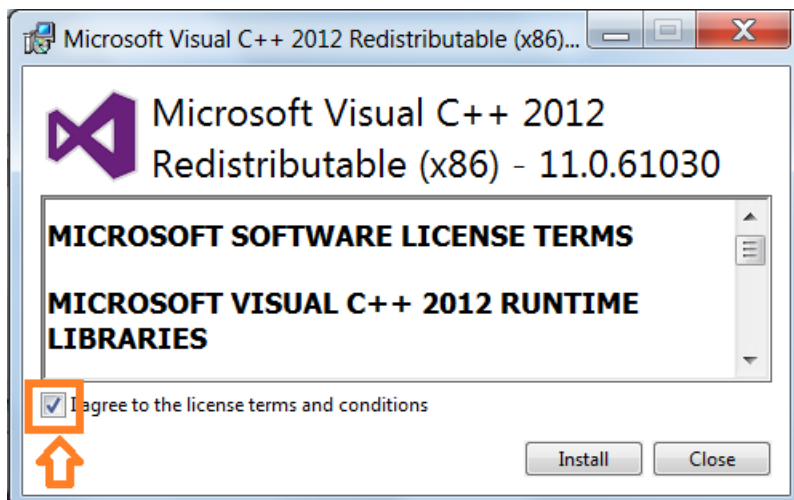 Microsoft Visual C++ 2012 Redistributable (x86)...
Microsoft Visual C++ 2012
Redistributable (x86) - 11.0.61030
MICROSOFT SOFTWARE LICENSE TERMS
MICROSOFT VISUAL C++ 2012 RUNTIME
LIBRARIES
I agree to the license terms and conditions
Install Close